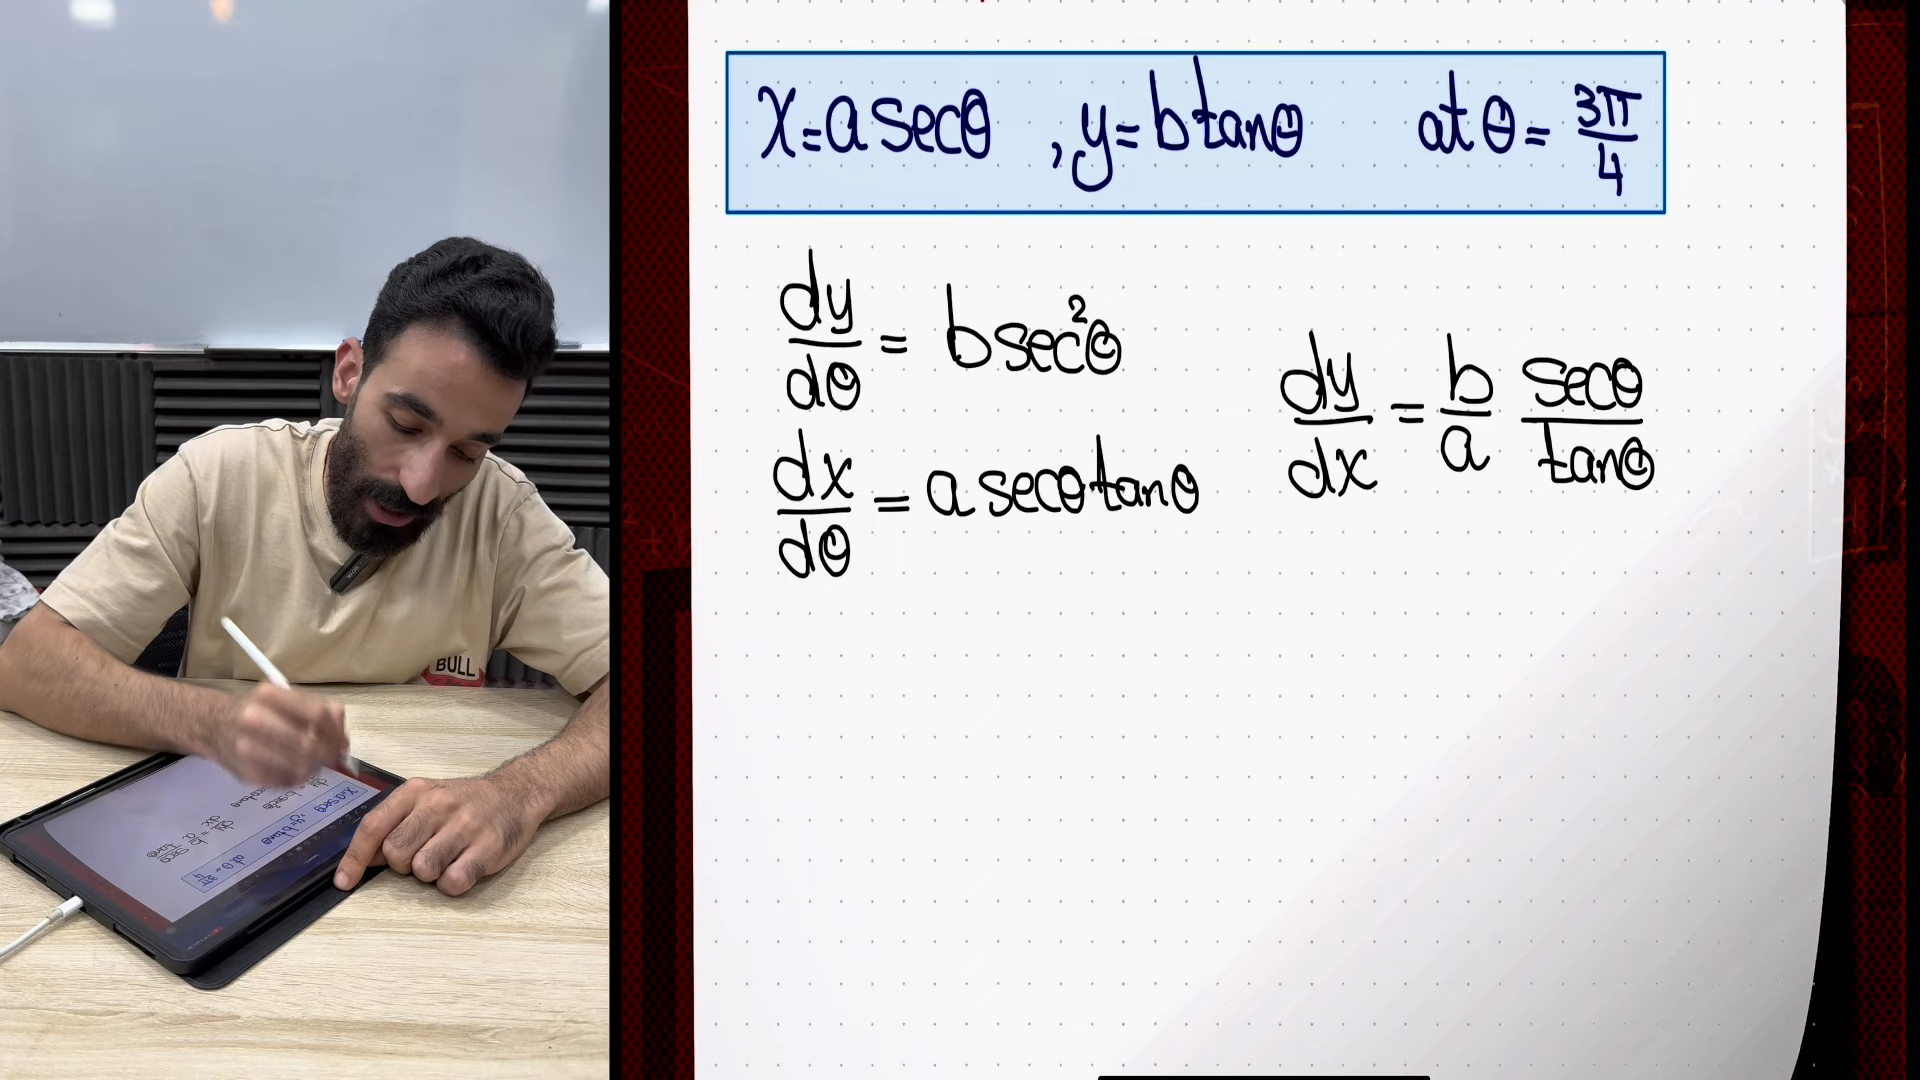 x = a secθ , y = b tanθ at θ = 3π/4
dy/dθ = b sec²θ
dx/dθ = a secθ tanθ
dy/dx = b/a secθ/tanθ
BULL